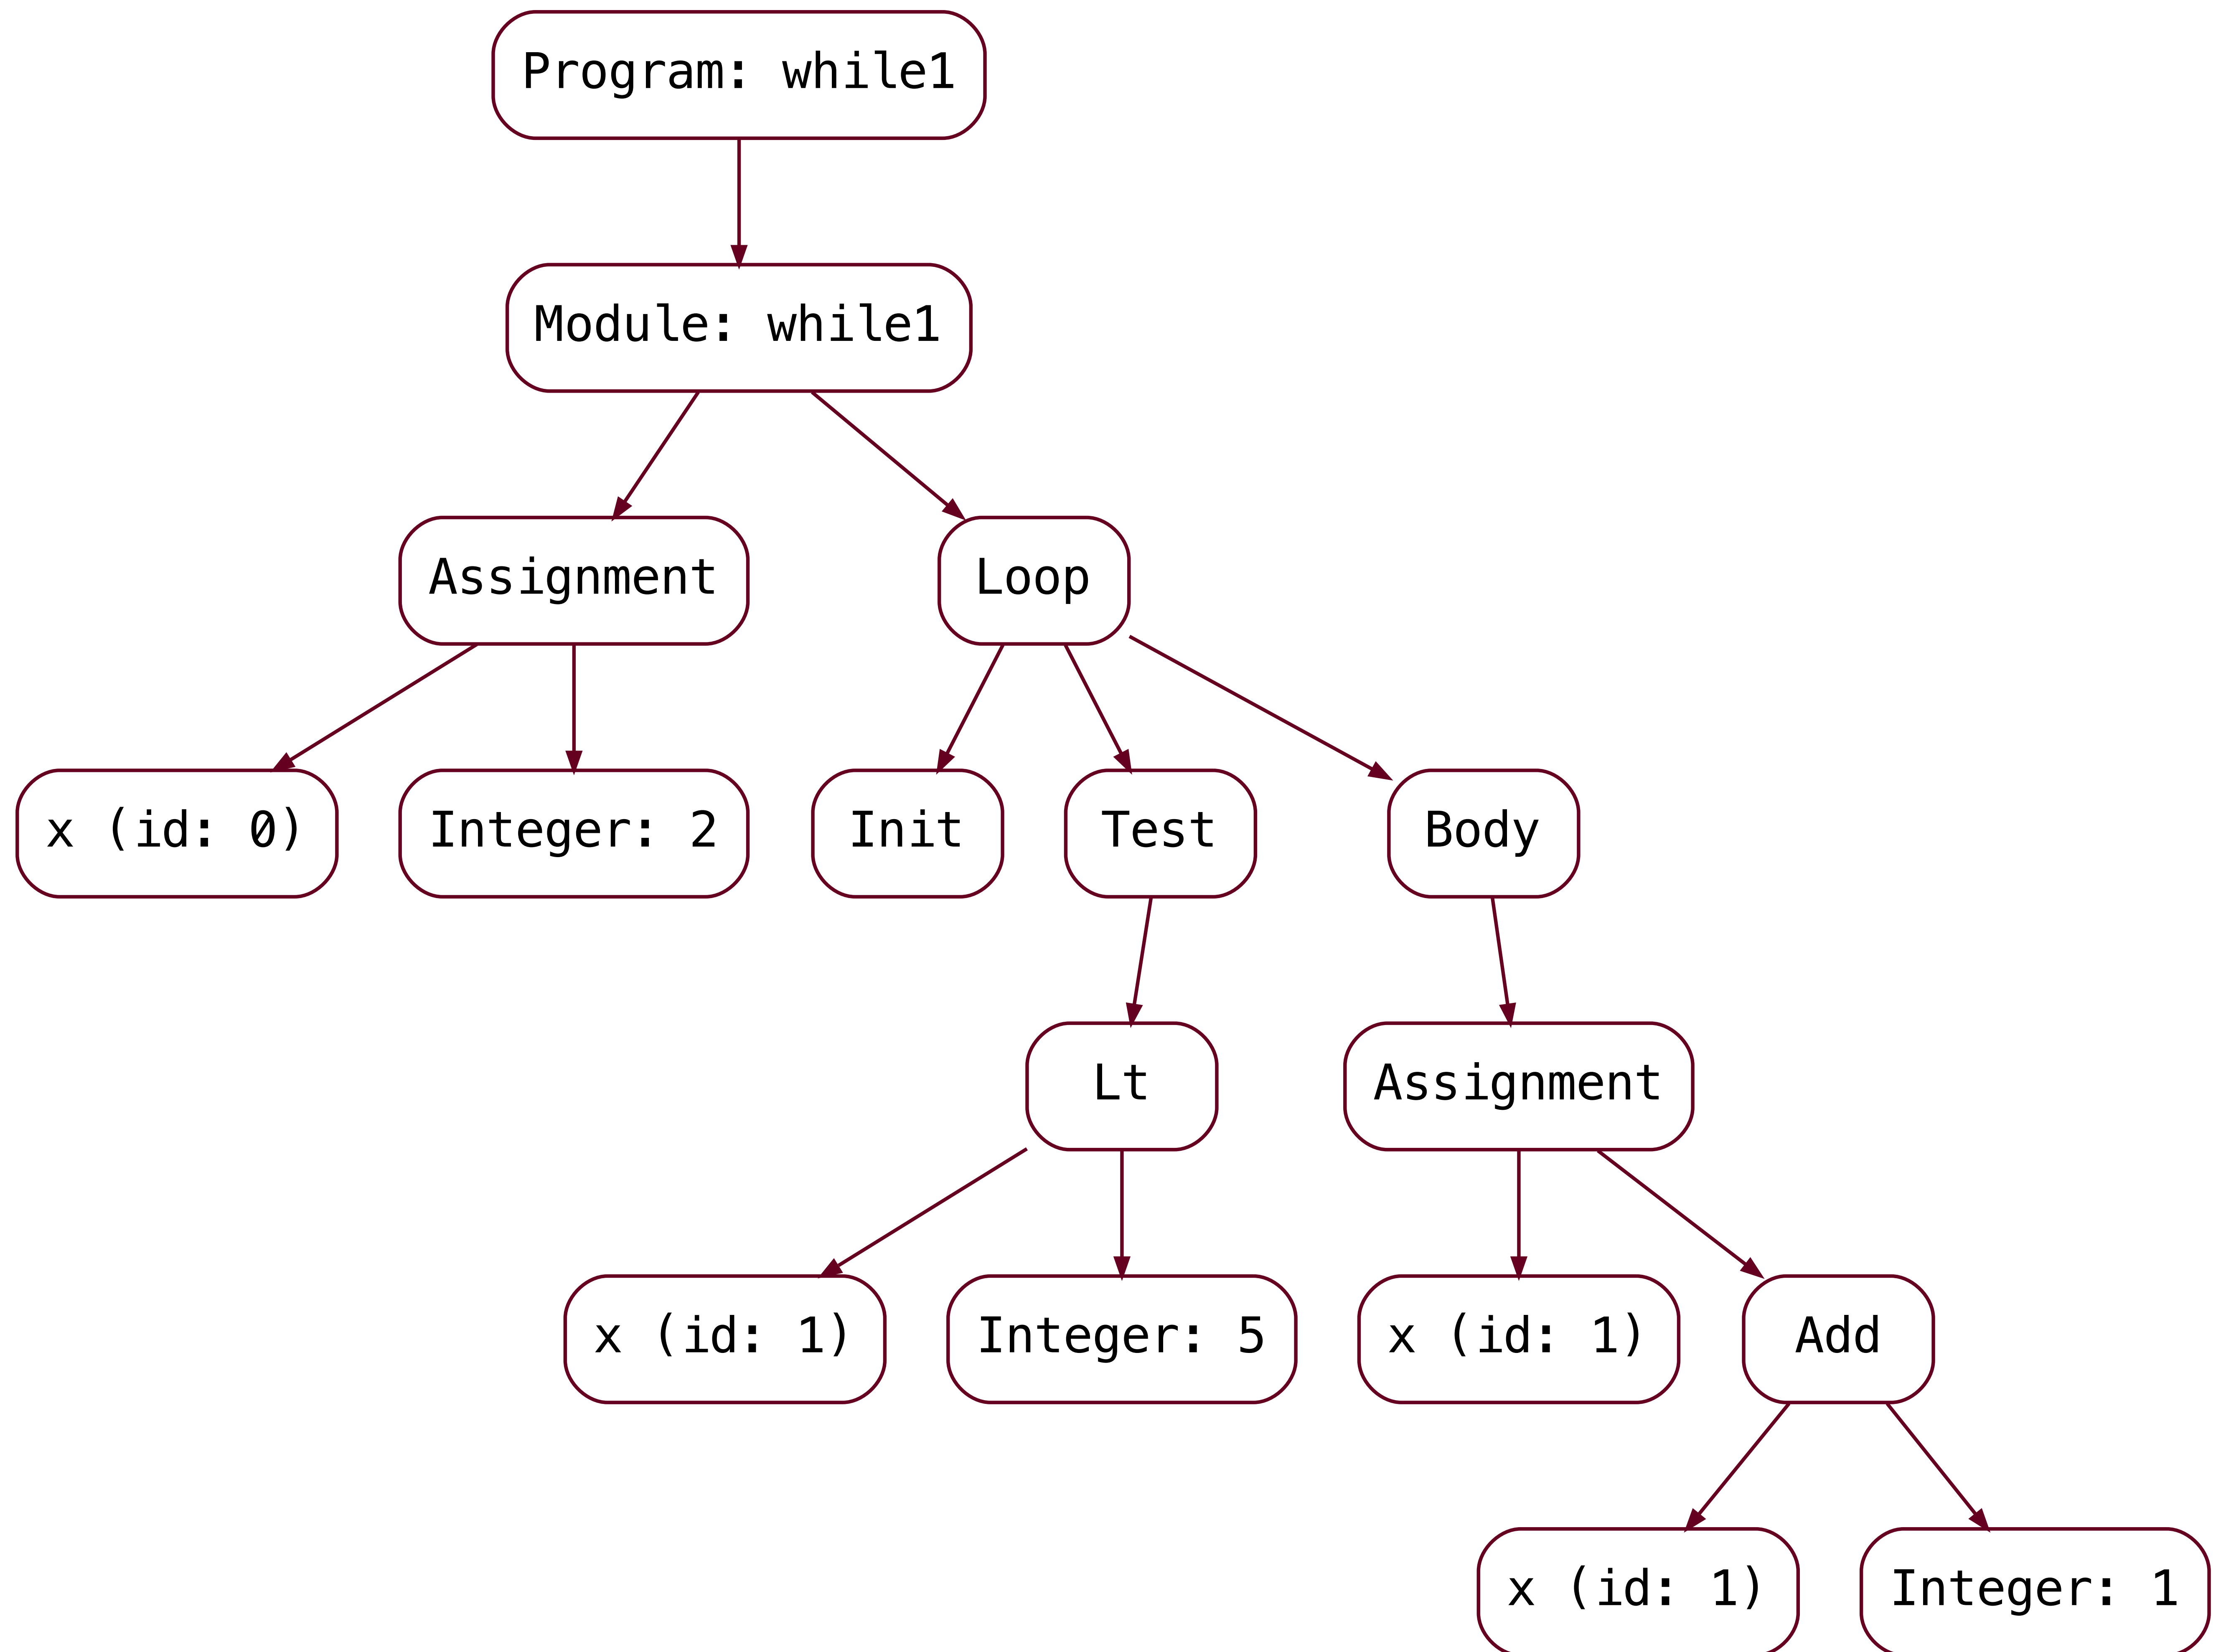 Program: while1
Module: while1
Assignment
Loop
x (id: 0)
Integer: 2
Init
Test
Body
Lt
Assignment
x (id: 1)
Integer: 5
x (id: 1)
Add
x (id: 1)
Integer: 1